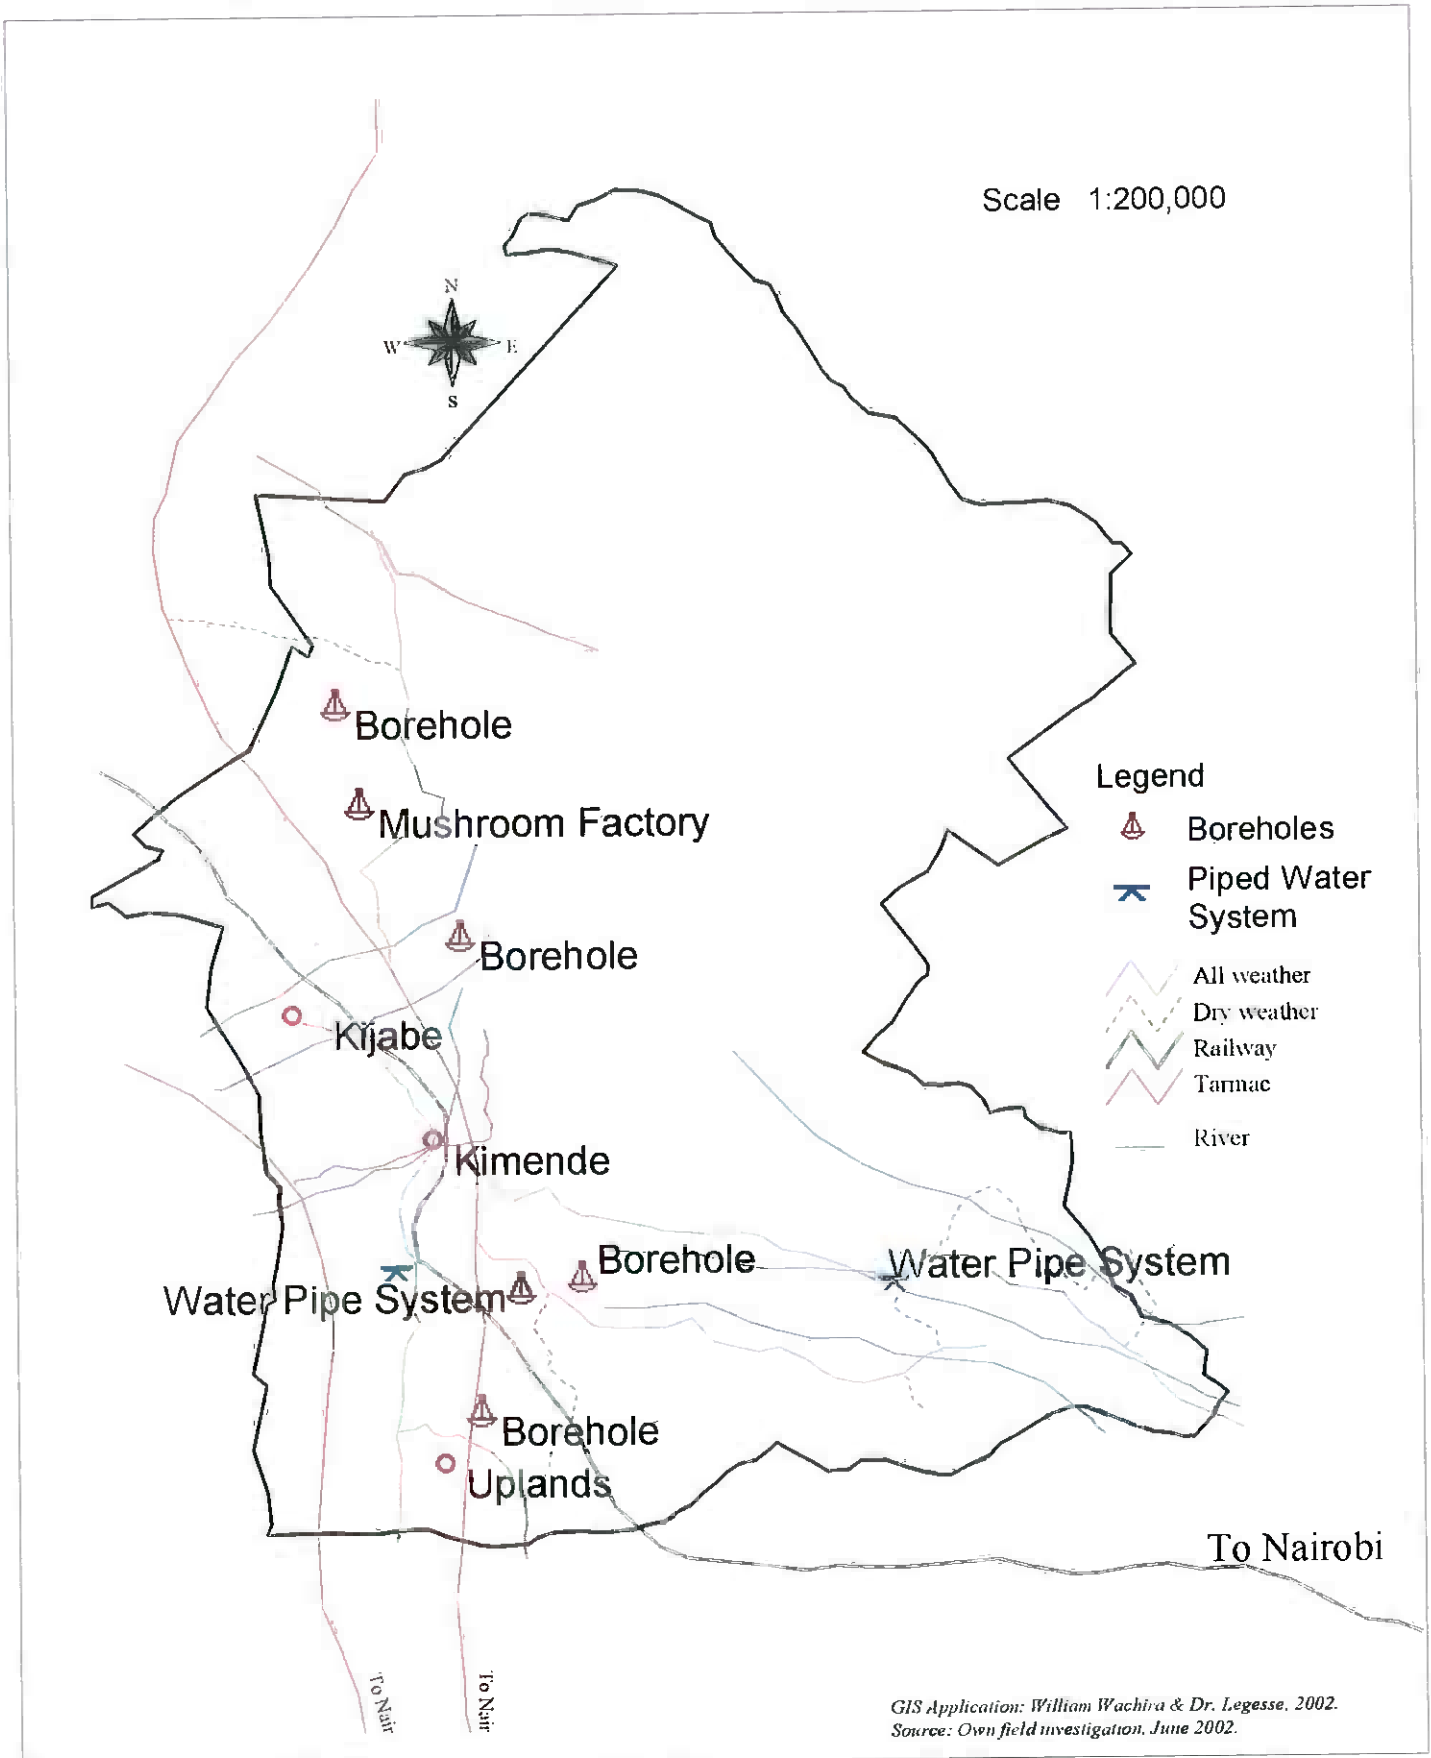 Scale 1:200,000
N
W E
S
Borehole
Mushroom Factory
Borehole
Kijabe
Kimende
Borehole
Water Pipe System
Water Pipe System
Borehole
Uplands
Legend
Boreholes
Piped Water
System
All weather
Dry weather
Railway
Tarmac
River
To Nairobi
To Nair
To Nair
GIS Application: William Wachira & Dr. Legesse, 2002.
Source: Own field investigation, June 2002.